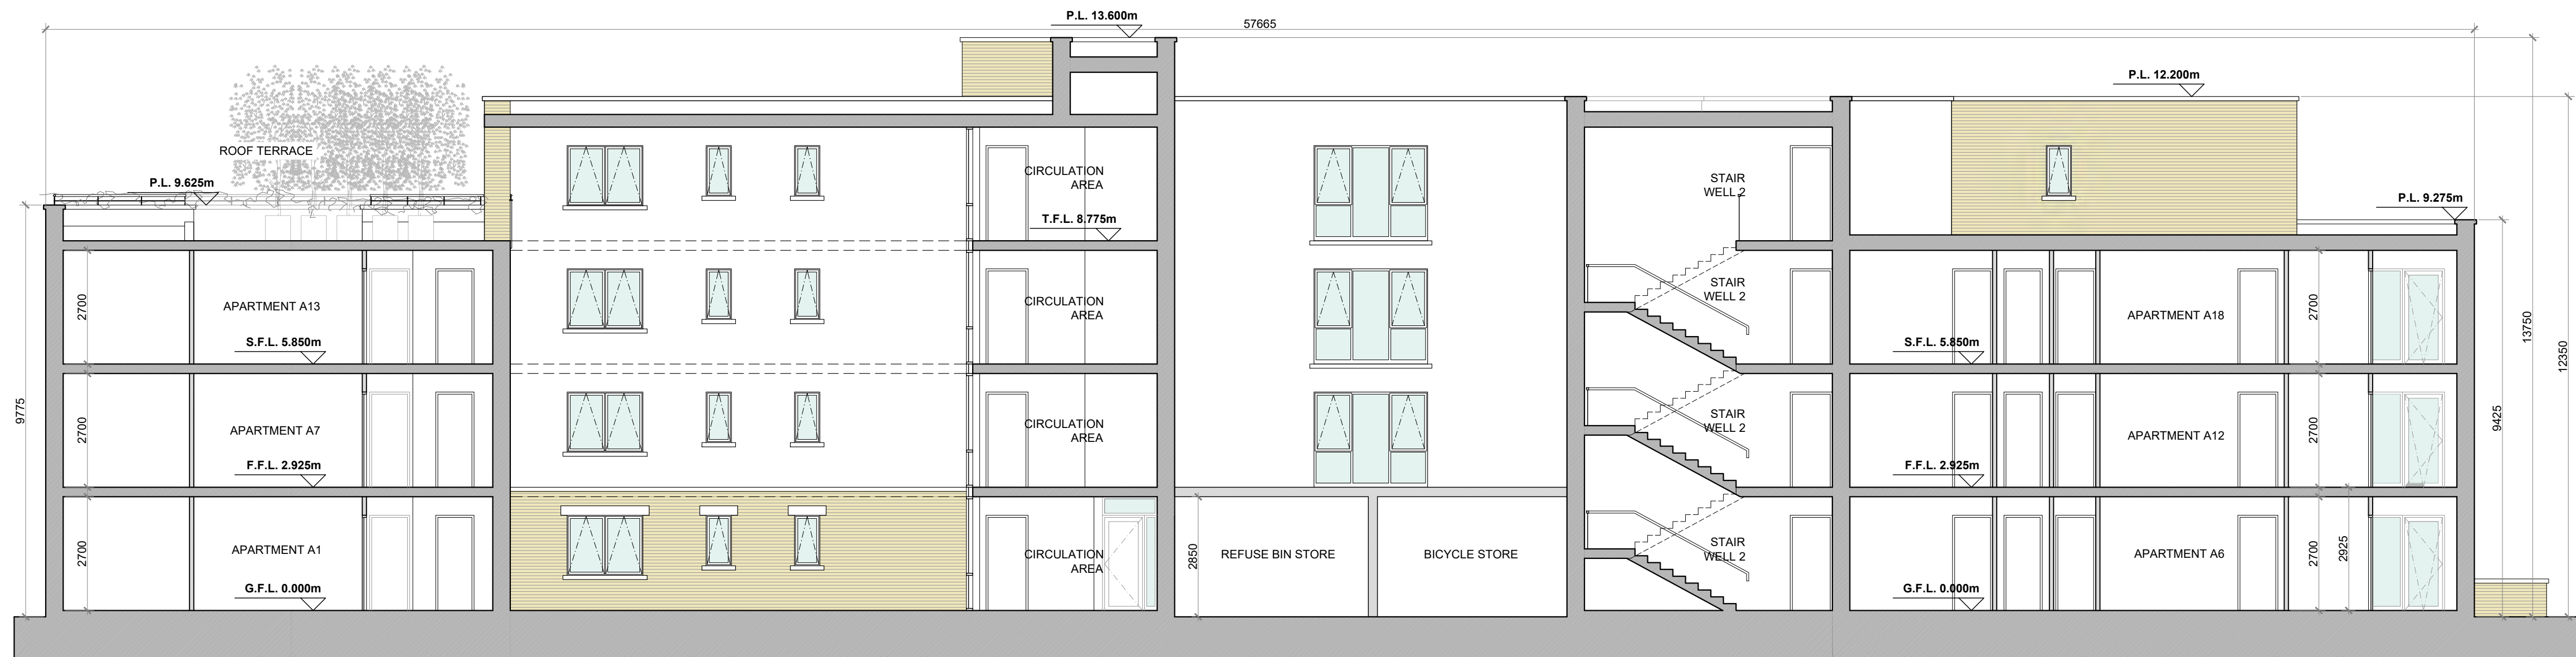 P.L. 13.600m
57665
P.L. 12.200m
ROOF TERRACE
P.L. 9.625m
CIRCULATION
AREA
STAIR
WELL 2
P.L. 9.275m
T.F.L. 8.775m
2700
APARTMENT A13
S.F.L. 5.850m
CIRCULATION
AREA
STAIR
WELL 2
S.F.L. 5.850m
APARTMENT A18
2700
13750
12350
9775
2700
APARTMENT A7
F.F.L. 2.925m
CIRCULATION
AREA
STAIR
WELL 2
F.F.L. 2.925m
APARTMENT A12
2700
9425
2700
APARTMENT A1
G.F.L. 0.000m
CIRCULATION
AREA
2850
REFUSE BIN STORE
BICYCLE STORE
STAIR
WELL 2
G.F.L. 0.000m
APARTMENT A6
2700
2925